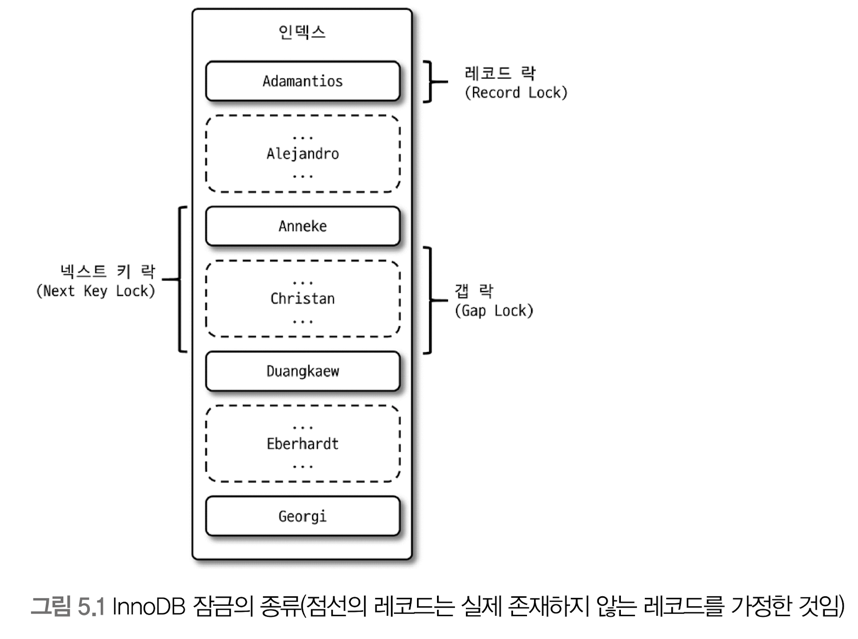 인덱스
Adamantios
레코드 락
(Record Lock)
...
Alejandro
...
Anneke
넥스트 키 락
(Next Key Lock)
...
Christan
...
갭 락
(Gap Lock)
Duangkaew
...
Eberhardt
...
Georgi
그림 5.1 InnoDB 잠금의 종류(점선의 레코드는 실제 존재하지 않는 레코드를 가정한 것임)